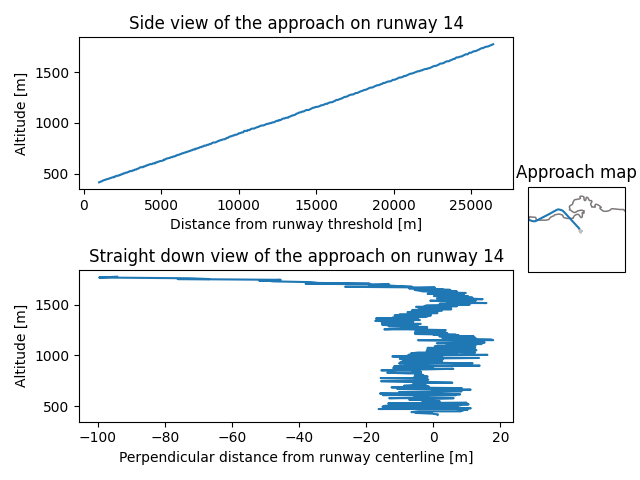 Side view of the approach on runway 14
Altitude [m]
1500
1000
500
0 5000 10000 15000 20000 25000
Distance from runway threshold [m]
Approach map
Straight down view of the approach on runway 14
Altitude [m]
1500
1000
500
−100 −80 −60 −40 −20 0 20
Perpendicular distance from runway centerline [m]